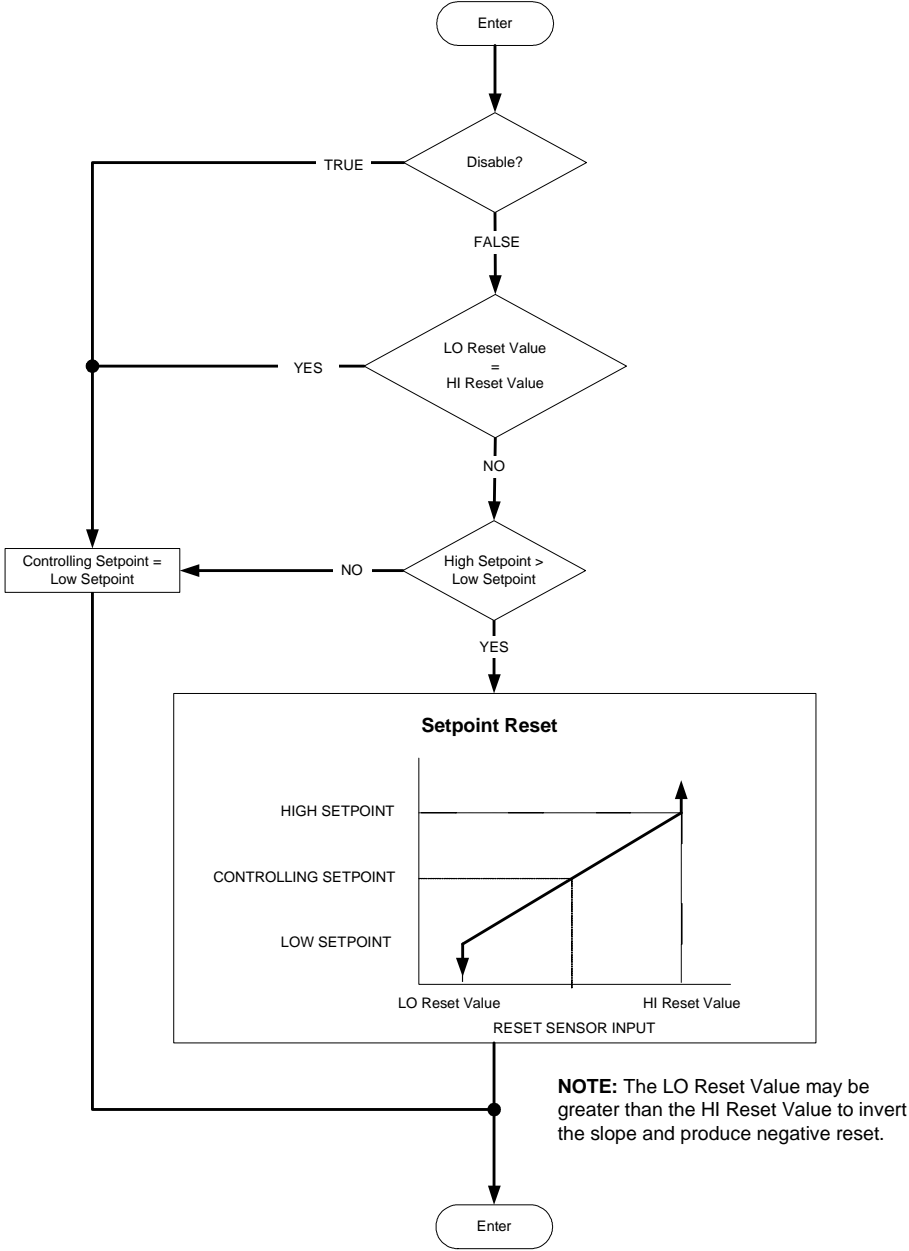 Enter
Disable?
TRUE
FALSE
LO Reset Value
=
HI Reset Value
YES
NO
High Setpoint >
Low Setpoint
NO
Controlling Setpoint =
Low Setpoint
YES
Setpoint Reset
HIGH SETPOINT
CONTROLLING SETPOINT
LOW SETPOINT
LO Reset Value
HI Reset Value
RESET SENSOR INPUT
NOTE: The LO Reset Value may be
greater than the HI Reset Value to invert
the slope and produce negative reset.
Enter